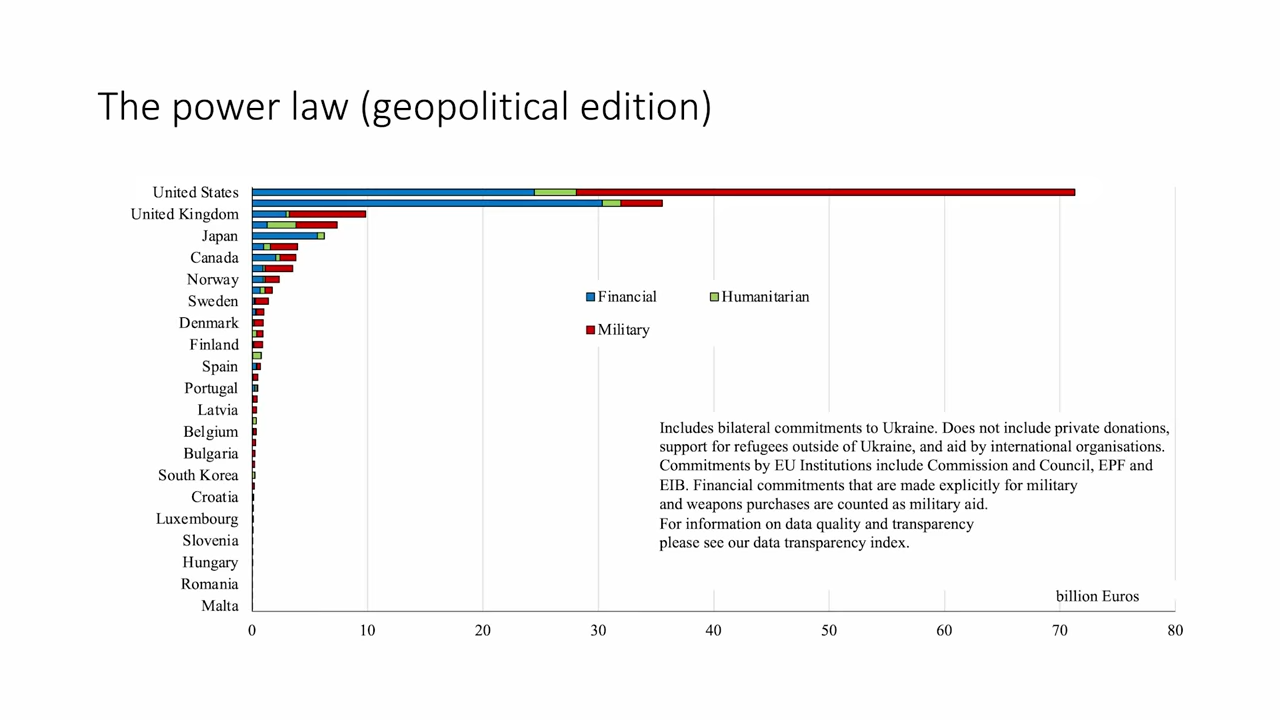 The power law (geopolitical edition)
United States
United Kingdom
Japan
Canada
Norway
Sweden
Denmark
Finland
Spain
Portugal
Latvia
Belgium
Bulgaria
South Korea
Croatia
Luxembourg
Slovenia
Hungary
Romania
Malta
Financial
Humanitarian
Military
Includes bilateral commitments to Ukraine. Does not include private donations,
support for refugees outside of Ukraine, and aid by international organisations.
Commitments by EU Institutions include Commission and Council, EPF and
EIB. Financial commitments that are made explicitly for military
and weapons purchases are counted as military aid.
For information on data quality and transparency
please see our data transparency index.
billion Euros
0 10 20 30 40 50 60 70 80